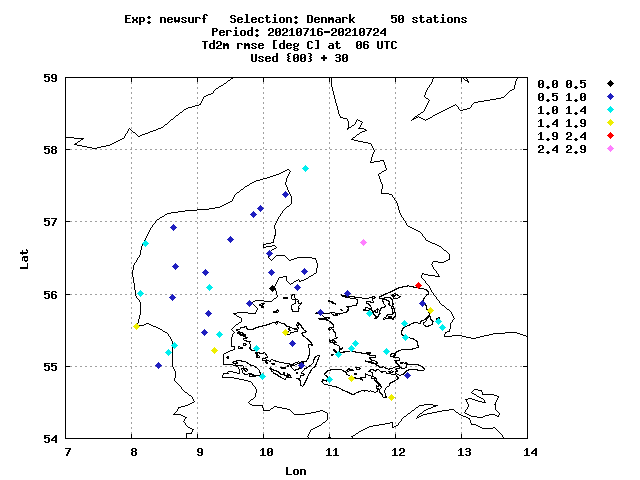 Exp: newsurf   Selection: Denmark     50 stations
Period: 20210716-20210724
Td2m rmse [deg C] at  06 UTC
Used {00} + 30
59
58
57
56
55
54
7 8 9 10 11 12 13 14
Lat
Lon
0.0 0.5
0.5 1.0
1.0 1.4
1.4 1.9
1.9 2.4
2.4 2.9